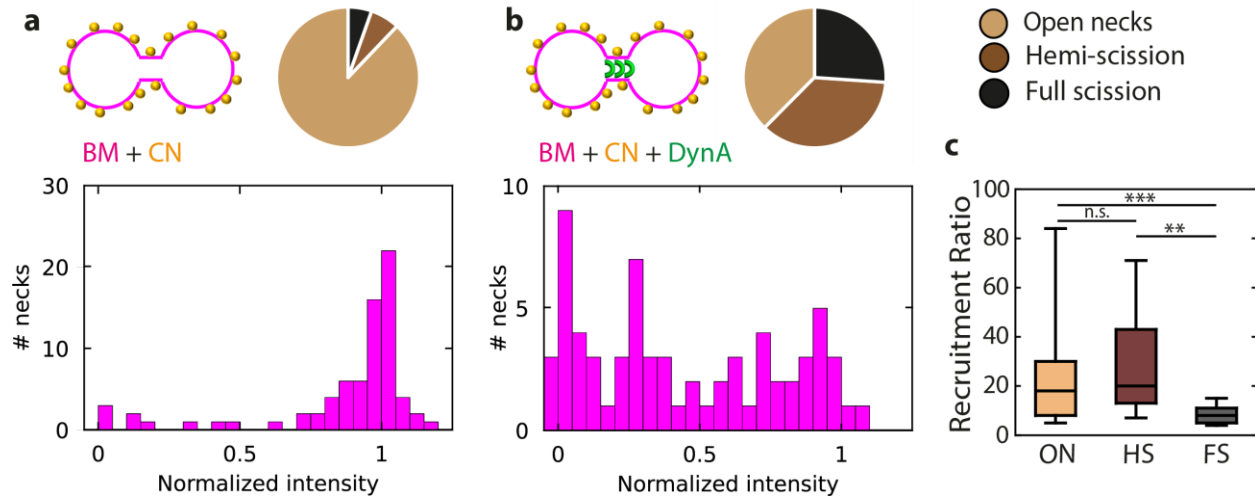 a
BM + CN
30
20
10
0
# necks
0
0.5
1
Normalized intensity
b
BM + CN + DynA
10
5
0
# necks
0
0.5
1
Normalized intensity
Open necks
Hemi-scission
Full scission
c
100
80
60
40
20
0
Recruitment Ratio
***
n.s.
**
ON HS FS